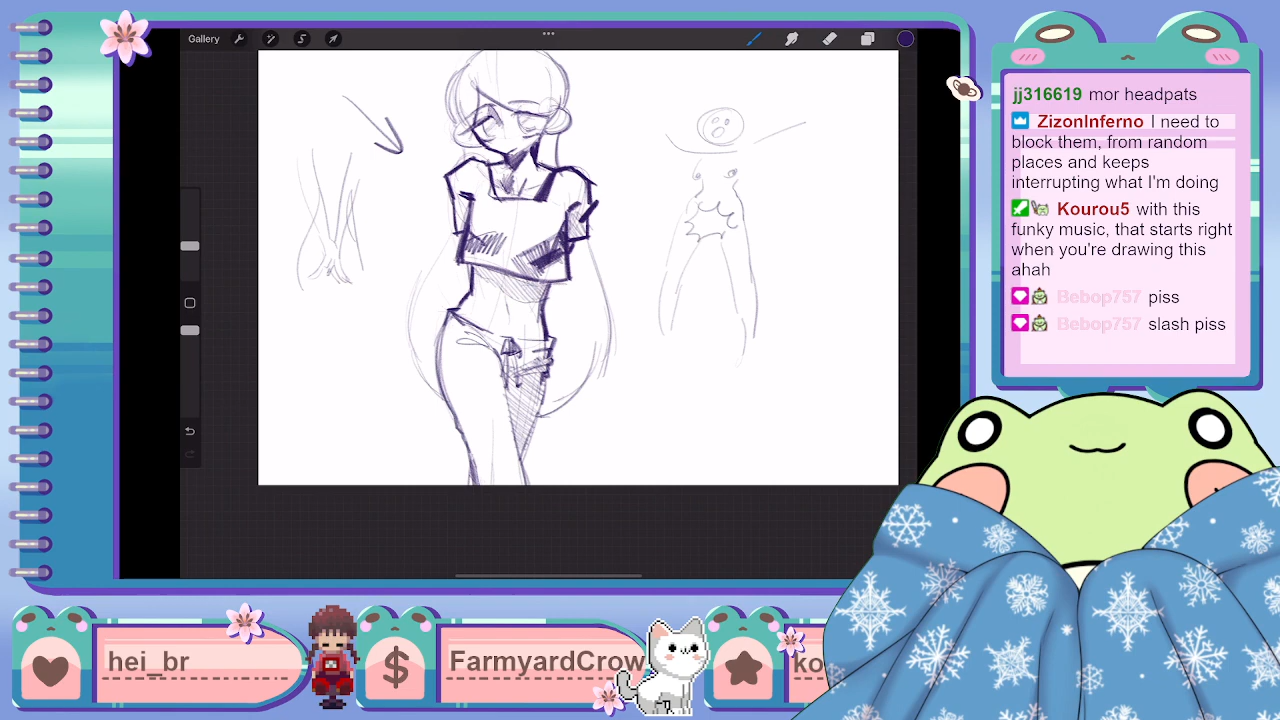 Gallery
jj316619 mor headpats
ZizonInferno I need to
block them, from random
places and keeps
interrupting what I'm doing
Kourou5 with this
funky music, that starts right
when you're drawing this
ahah
Bebop757 piss
Bebop757 slash piss
hei_br
$
FarmyardCrow
ko